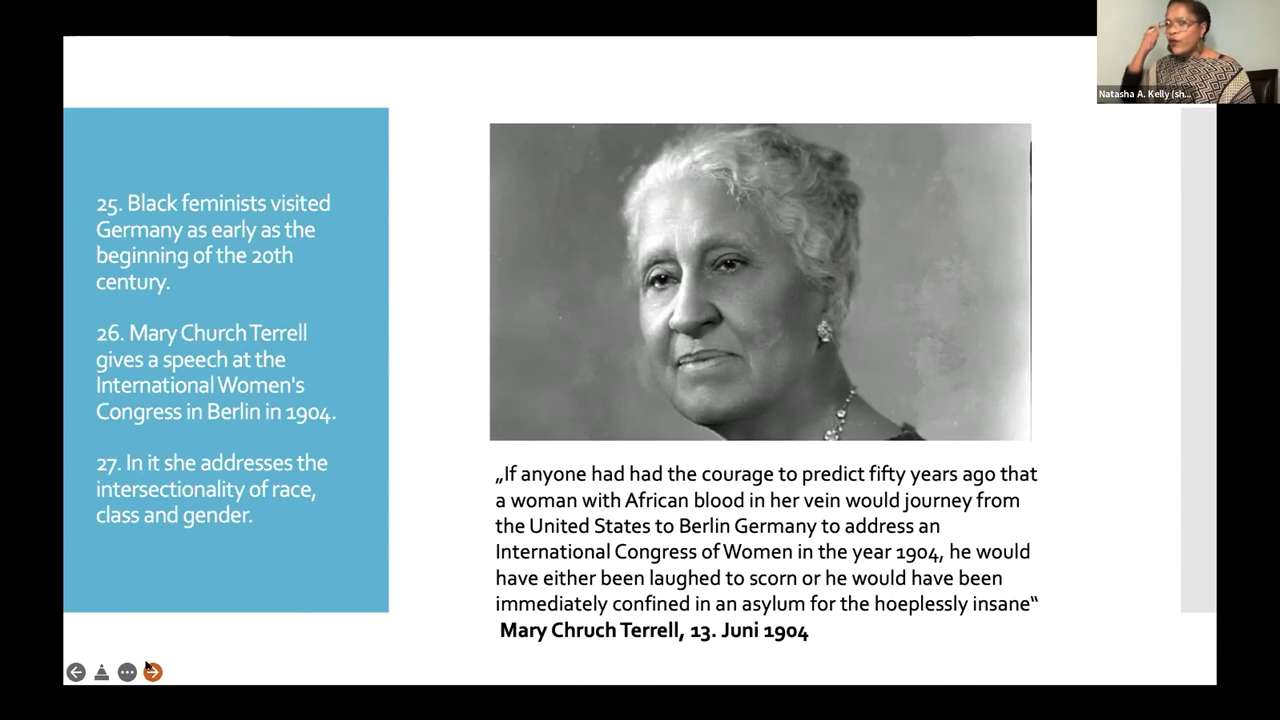 Natasha A. Kelly (sh...
25. Black feminists visited
Germany as early as the
beginning of the 20th
century.
26. Mary Church Terrell
gives a speech at the
International Women's
Congress in Berlin in 1904.
27. In it she addresses the
intersectionality of race,
class and gender.
„If anyone had had the courage to predict fifty years ago that
a woman with African blood in her vein would journey from
the United States to Berlin Germany to address an
International Congress of Women in the year 1904, he would
have either been laughed to scorn or he would have been
immediately confined in an asylum for the hoeplessly insane“
Mary Chruch Terrell, 13. Juni 1904